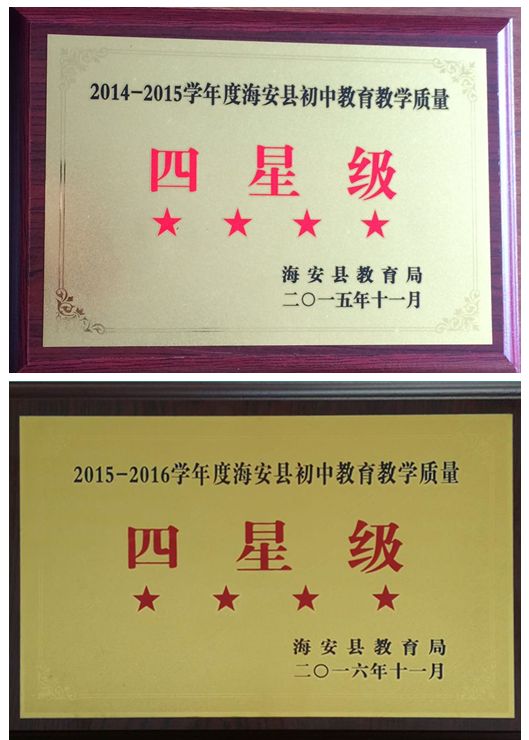 2014-2015学年度海安县初中教育教学质量
四星级
★ ★ ★ ★
海安县教育局
二〇一五年十一月
2015-2016学年度海安县初中教育教学质量
四星级
★ ★ ★ ★
海安县教育局
二〇一六年十一月